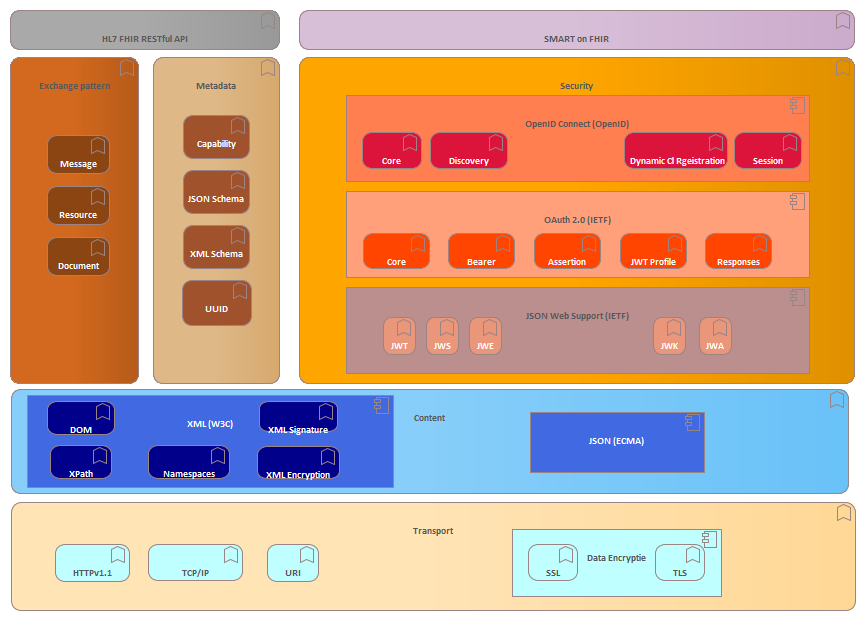 HL7 FHIR RESTful API
SMART on FHIR
Exchange pattern
Message
Resource
Document
Metadata
Capability
JSON Schema
XML Schema
UUID
Security
OpenID Connect (OpenID)
Core
Discovery
Dynamic Cl Rgeistration
Session
OAuth 2.0 (IETF)
Core
Bearer
Assertion
JWT Profile
Responses
JSON Web Support (IETF)
JWT
JWS
JWE
JWK
JWA
Content
XML (W3C)
DOM
XML Signature
XPath
Namespaces
XML Encryption
JSON (ECMA)
Transport
HTTPv1.1
TCP/IP
URI
Data Encryptie
SSL
TLS